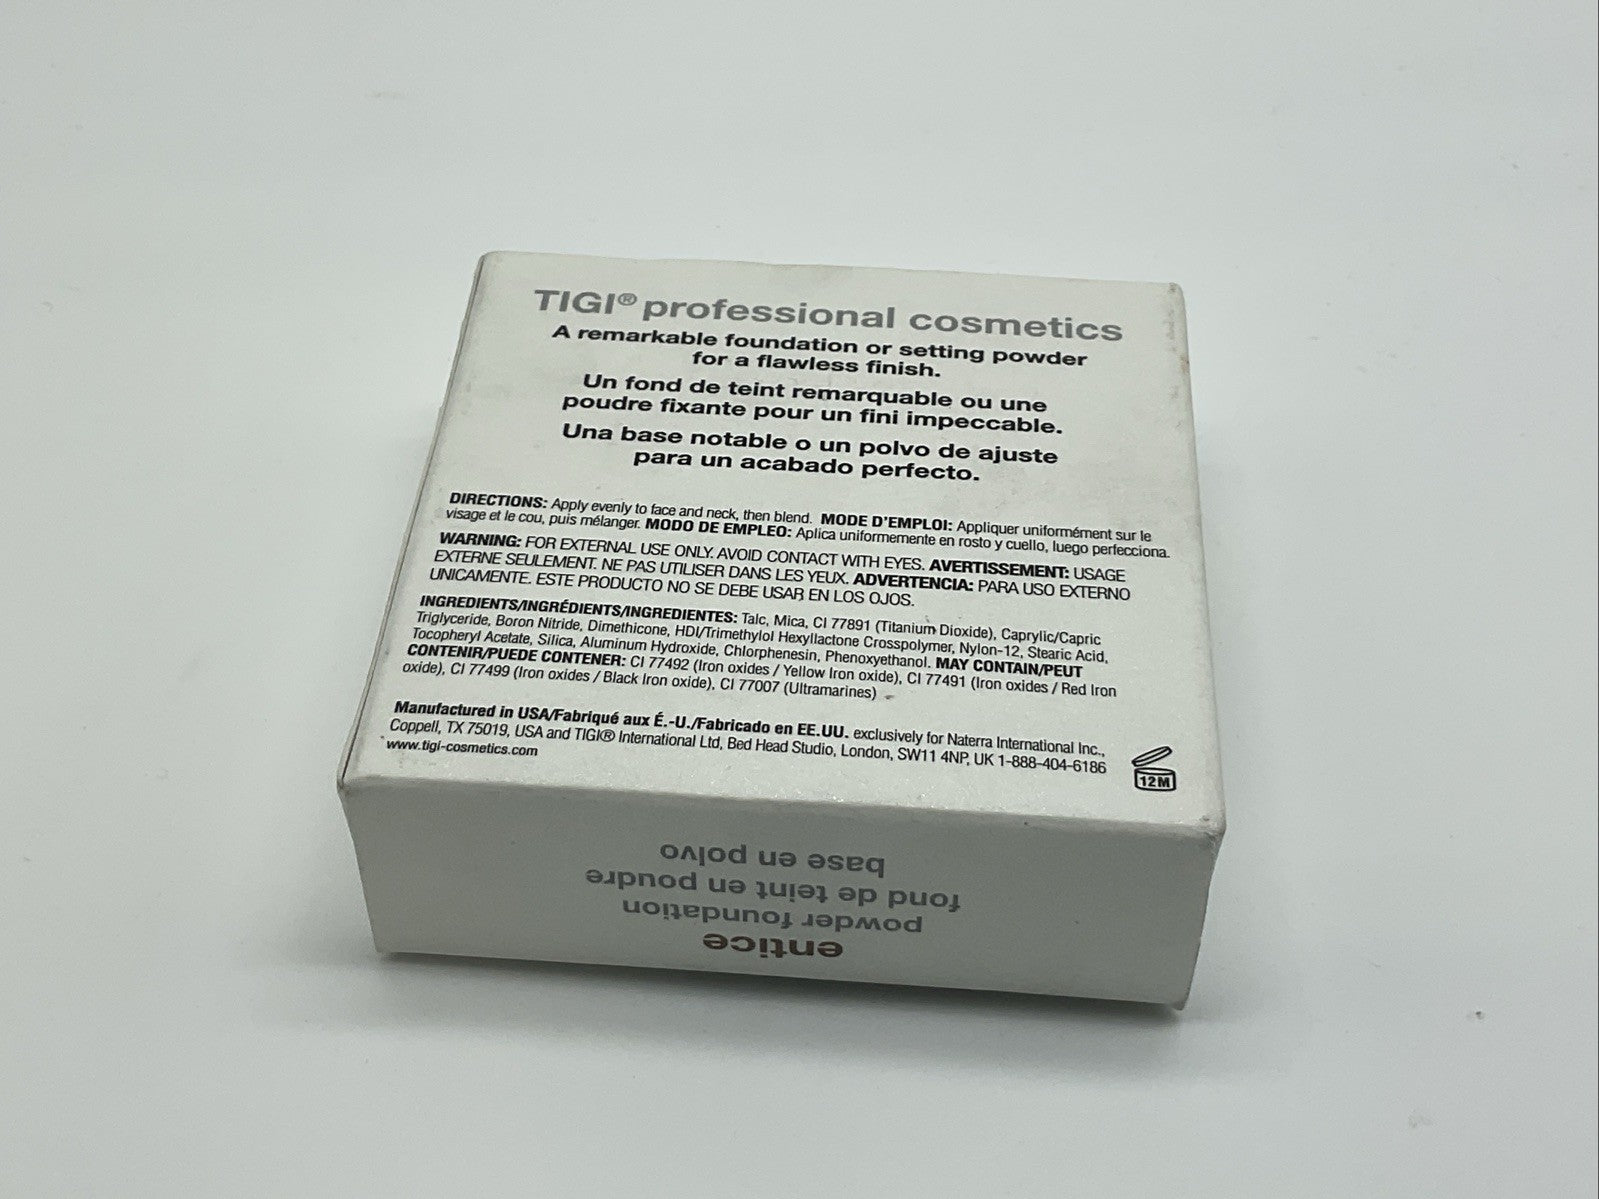 TIGI® professional cosmetics
A remarkable foundation or setting powder
for a flawless finish.
Un fond de teint remarquable ou une
poudre fixante pour un fini impeccable.
Una base notable o un polvo de ajuste
para un acabado perfecto.
DIRECTIONS: Apply evenly to face and neck, then blend. MODE D'EMPLOI: Appliquer uniformément sur le
visage et le cou, puis mélanger. MODO DE EMPLEO: Aplica uniformemente en rosto y cuello, luego perfecciona.
WARNING: FOR EXTERNAL USE ONLY. AVOID CONTACT WITH EYES. AVERTISSEMENT: USAGE
EXTERNE SEULEMENT. NE PAS UTILISER DANS LES YEUX. ADVERTENCIA: PARA USO EXTERNO
UNICAMENTE. ESTE PRODUCTO NO SE DEBE USAR EN LOS OJOS.
INGREDIENTS/INGRÉDIENTS/INGREDIENTES: Talc, Mica, CI 77891 (Titanium Dioxide), Caprylic/Capric
Triglyceride, Boron Nitride, Dimethicone, HDI/Trimethylol Hexyllactone Crosspolymer, Nylon-12, Stearic Acid,
Tocopheryl Acetate, Silica, Aluminum Hydroxide, Chlorphenesin, Phenoxyethanol. MAY CONTAIN/PEUT
CONTENIR/PUEDE CONTENER: CI 77492 (Iron oxides / Yellow Iron oxide), CI 77491 (Iron oxides / Red Iron
oxide), CI 77499 (Iron oxides / Black Iron oxide), CI 77007 (Ultramarines)
Manufactured in USA/Fabriqué aux É.-U./Fabricado en EE.UU. exclusively for Naterra International Inc.,
Coppell, TX 75019, USA and TIGI® International Ltd, Bed Head Studio, London, SW11 4NP, UK 1-888-404-6186
www.tigi-cosmetics.com
12M
entice
powder foundation
fond de teint en poudre
base en polvo